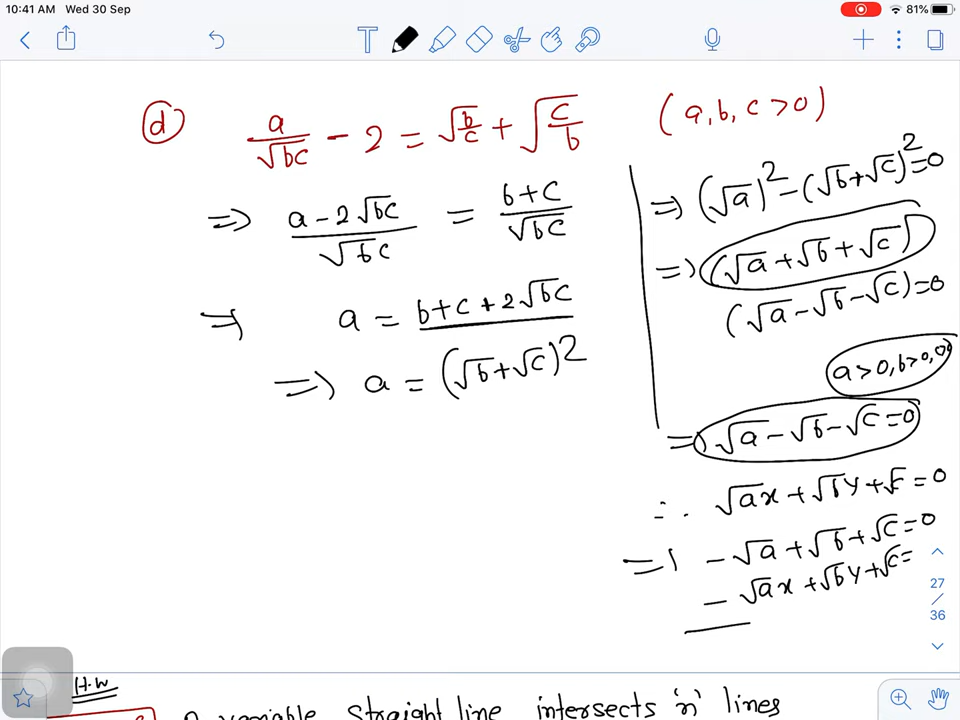 10:41 AM Wed 30 Sep
81%
(d) a/√bc - 2 = √b/c + √c/b (a, b, c > 0)
=> a - 2√bc / √bc = b + c / √bc
=> a = b + c + 2√bc
=> a = (√b + √c)²
=> (√a)² - (√b + √c)² = 0
=> (√a + √b + √c)
(√a - √b - √c) = 0
a > 0, b > 0,
=> √a - √b - √c = 0
∴ √a x + √b y + √c = 0
=> - √a + √b + √c = 0
- √a x + √b y + √c =
27
/
36
H.W
a variable straight line intersects 'n' lines